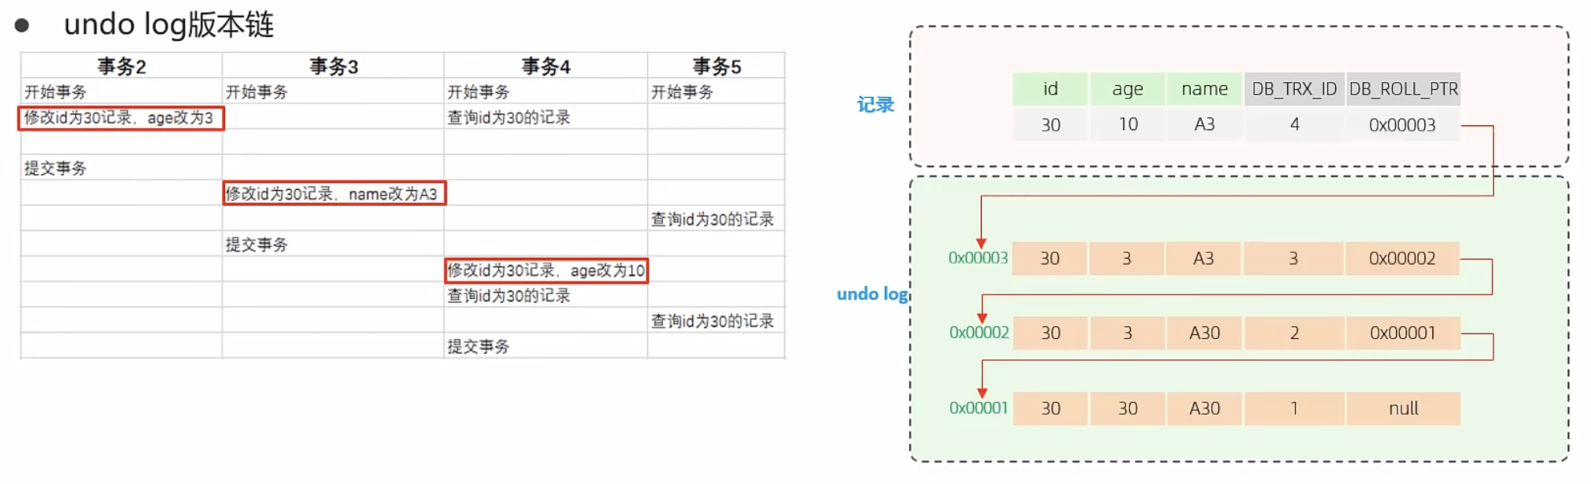 ● undo log版本链
事务2 事务3 事务4 事务5
开始事务 开始事务 开始事务 开始事务
修改id为30记录，age改为3 查询id为30的记录
提交事务
修改id为30记录，name改为A3
查询id为30的记录
提交事务
修改id为30记录，age改为10
查询id为30的记录
查询id为30的记录
提交事务
记录
id age name DB_TRX_ID DB_ROLL_PTR
30 10 A3 4 0x00003
undo log
0x00003 30 3 A3 3 0x00002
0x00002 30 3 A30 2 0x00001
0x00001 30 30 A30 1 null